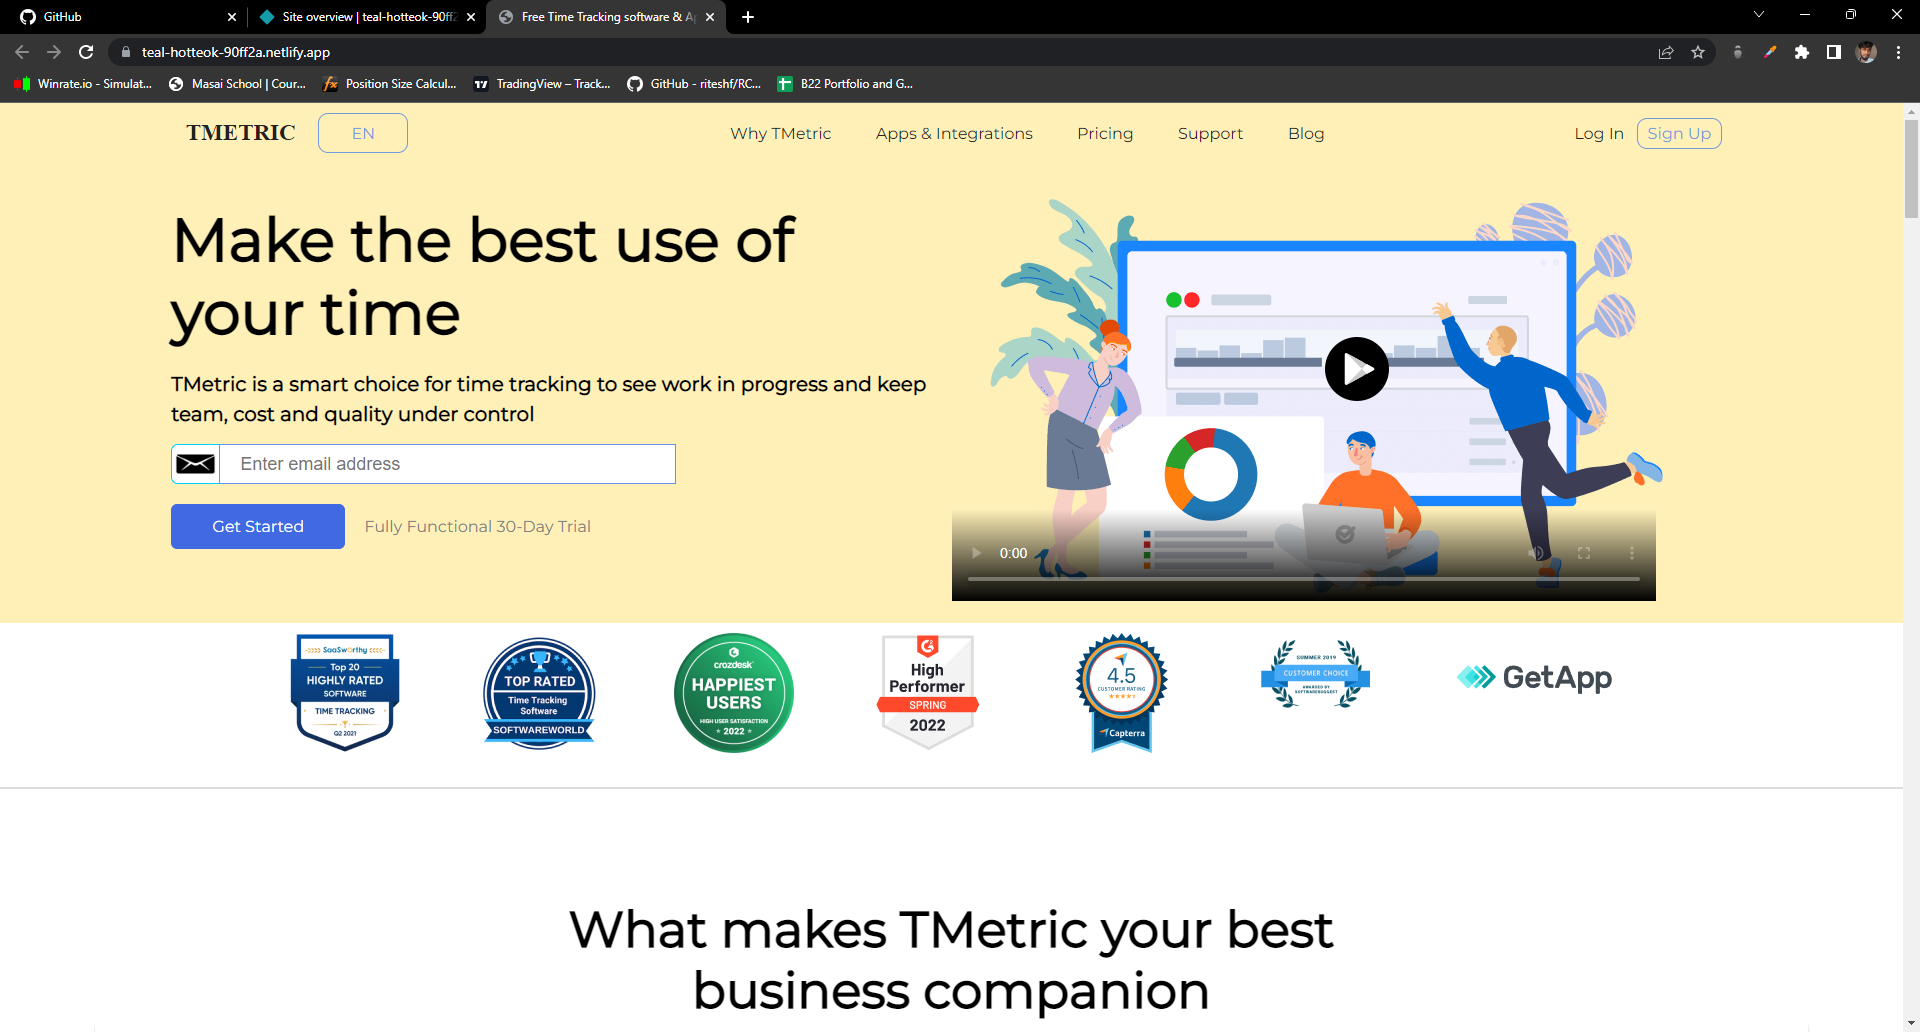 GitHub
Site overview | teal-hotteok-90ff2
Free Time Tracking software & A
teal-hotteok-90ff2a.netlify.app
Winrate.io - Simulat...
Masai School | Cour...
Position Size Calcul...
TradingView – Track...
GitHub - riteshf/RC...
B22 Portfolio and G...
TMETRIC
EN
Why TMetric
Apps & Integrations
Pricing
Support
Blog
Log In
Sign Up
Make the best use of
your time
TMetric is a smart choice for time tracking to see work in progress and keep
team, cost and quality under control
Enter email address
Get Started
Fully Functional 30-Day Trial
0:00
SaaSworthy
Top 20
HIGHLY RATED
SOFTWARE
TIME TRACKING
Q2 2021
TOP RATED
Time Tracking
Software
SOFTWAREWORLD
crozdesk
HAPPIEST
USERS
HIGH USER SATISFACTION
2022
High
Performer
SPRING
2022
4.5
CUSTOMER RATING
Capterra
SUMMER 2019
CUSTOMER CHOICE
AWARDED BY
SOFTWARESUGGEST
GetApp
What makes TMetric your best
business companion